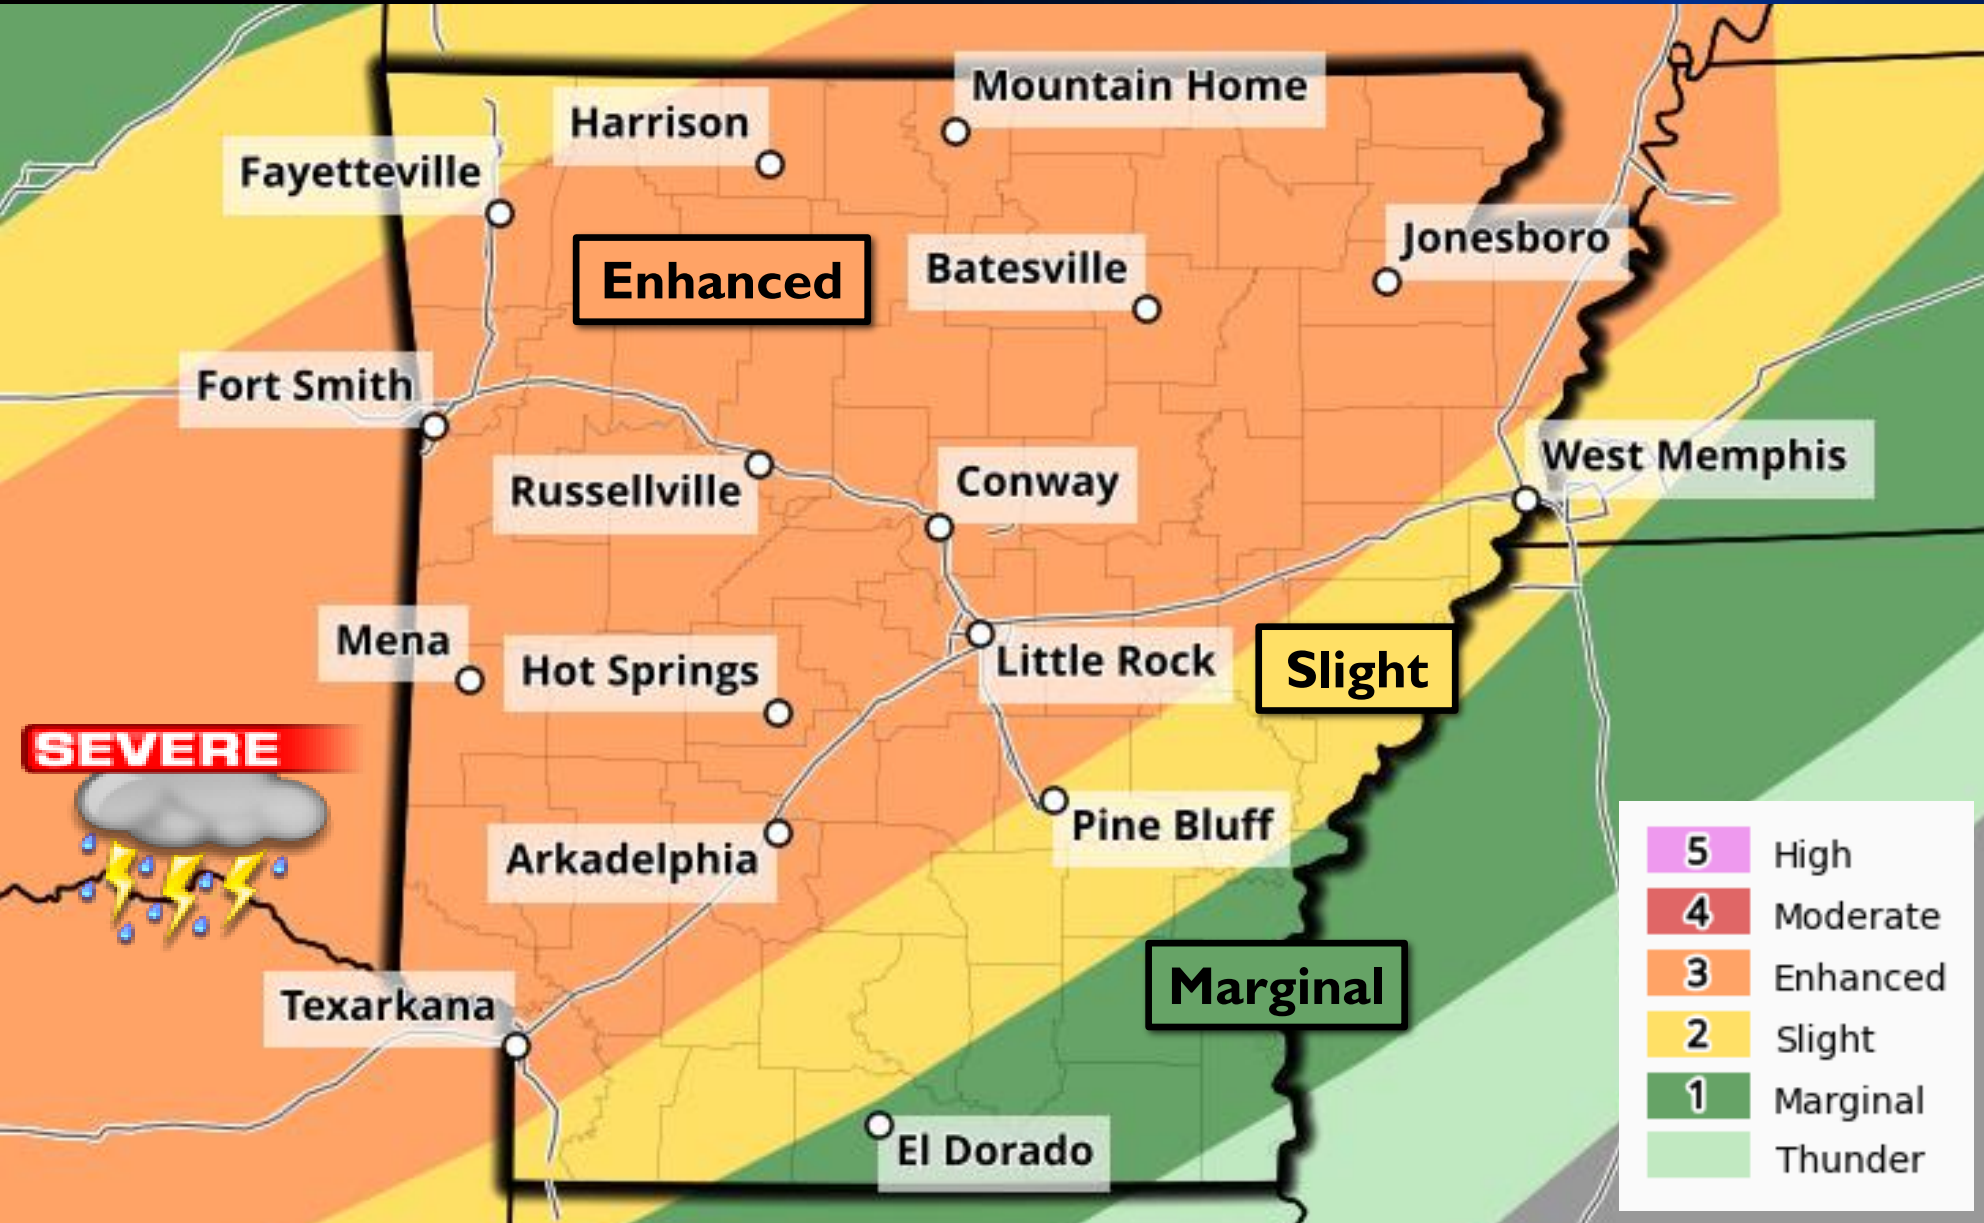 Mountain Home
Harrison
Fayetteville
Jonesboro
Batesville
Enhanced
Fort Smith
West Memphis
Conway
Russellville
Mena
Hot Springs
Little Rock
Slight
SEVERE
Pine Bluff
Arkadelphia
Marginal
Texarkana
El Dorado
5 High
4 Moderate
3 Enhanced
2 Slight
1 Marginal
Thunder